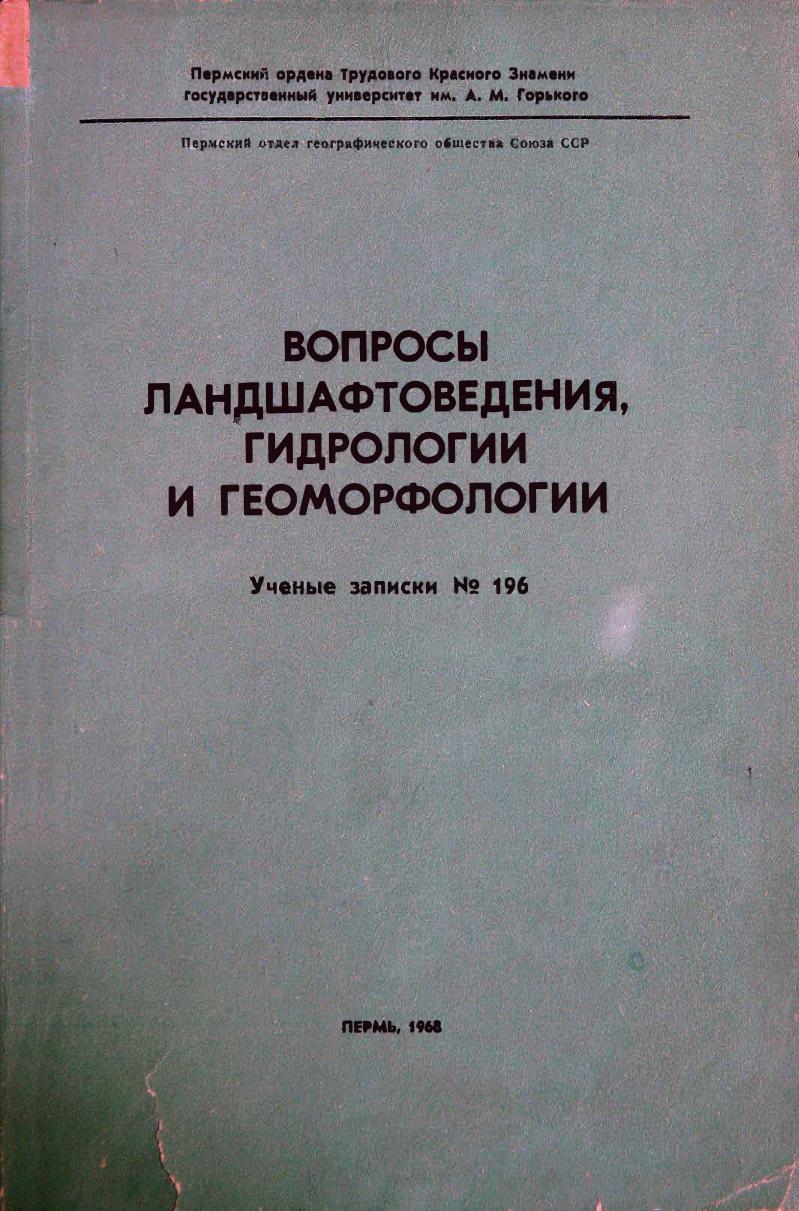 Пермский ордена Трудового Красного Знамени
государственный университет им. А. М. Горького
Пермский отдел географического общества Союза ССР
ВОПРОСЫ
ЛАНДШАФТОВЕДЕНИЯ,
ГИДРОЛОГИИ
И ГЕОМОРФОЛОГИИ
Ученые записки № 196
ПЕРМЬ, 1968